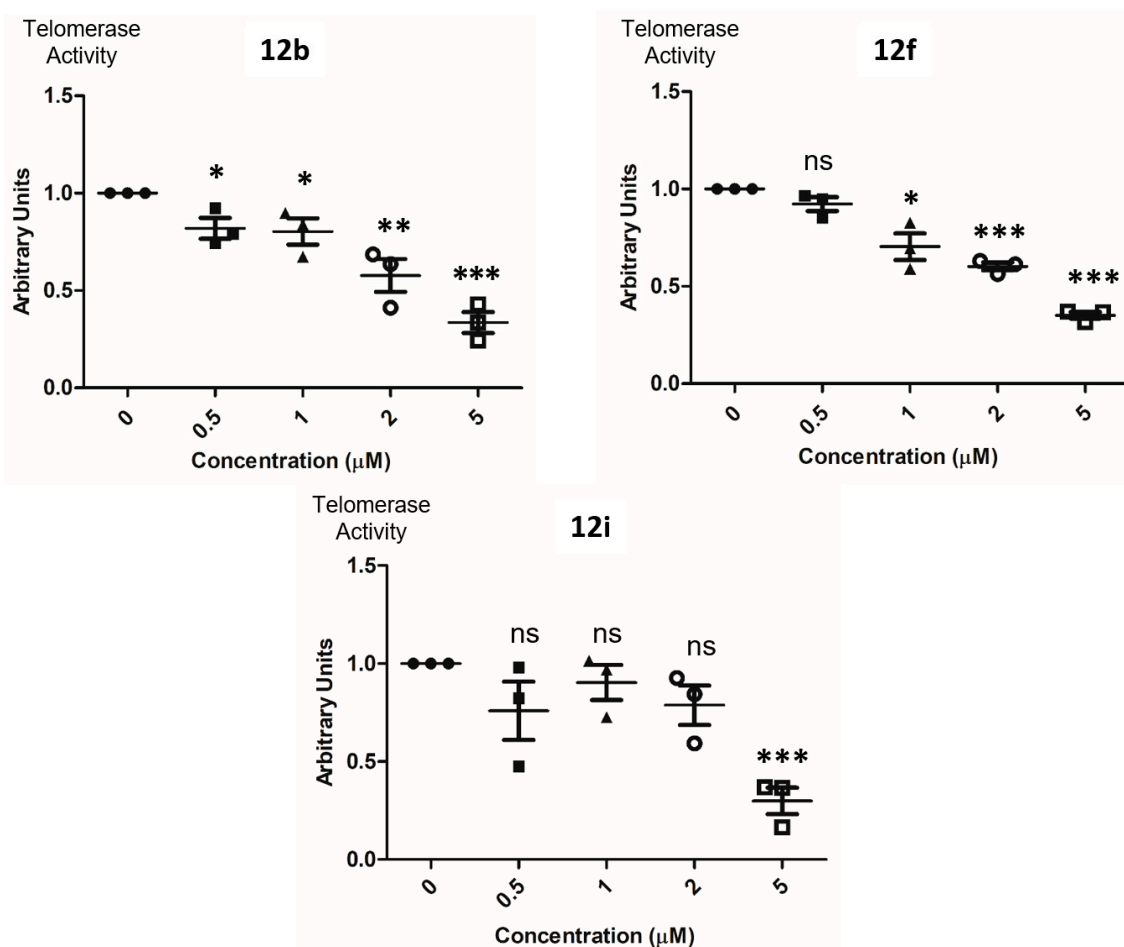 Telomerase
Activity
12b
1.5
1.0
0.5
0.0
Arbitrary Units
*
*
**
***
0
0.5
1
2
5
Concentration (μM)
Telomerase
Activity
12f
1.5
1.0
0.5
0.0
Arbitrary Units
ns
*
***
***
0
0.5
1
2
5
Concentration (μM)
Telomerase
Activity
12i
1.5
1.0
0.5
0.0
Arbitrary Units
ns
ns
ns
***
0
0.5
1
2
5
Concentration (μM)